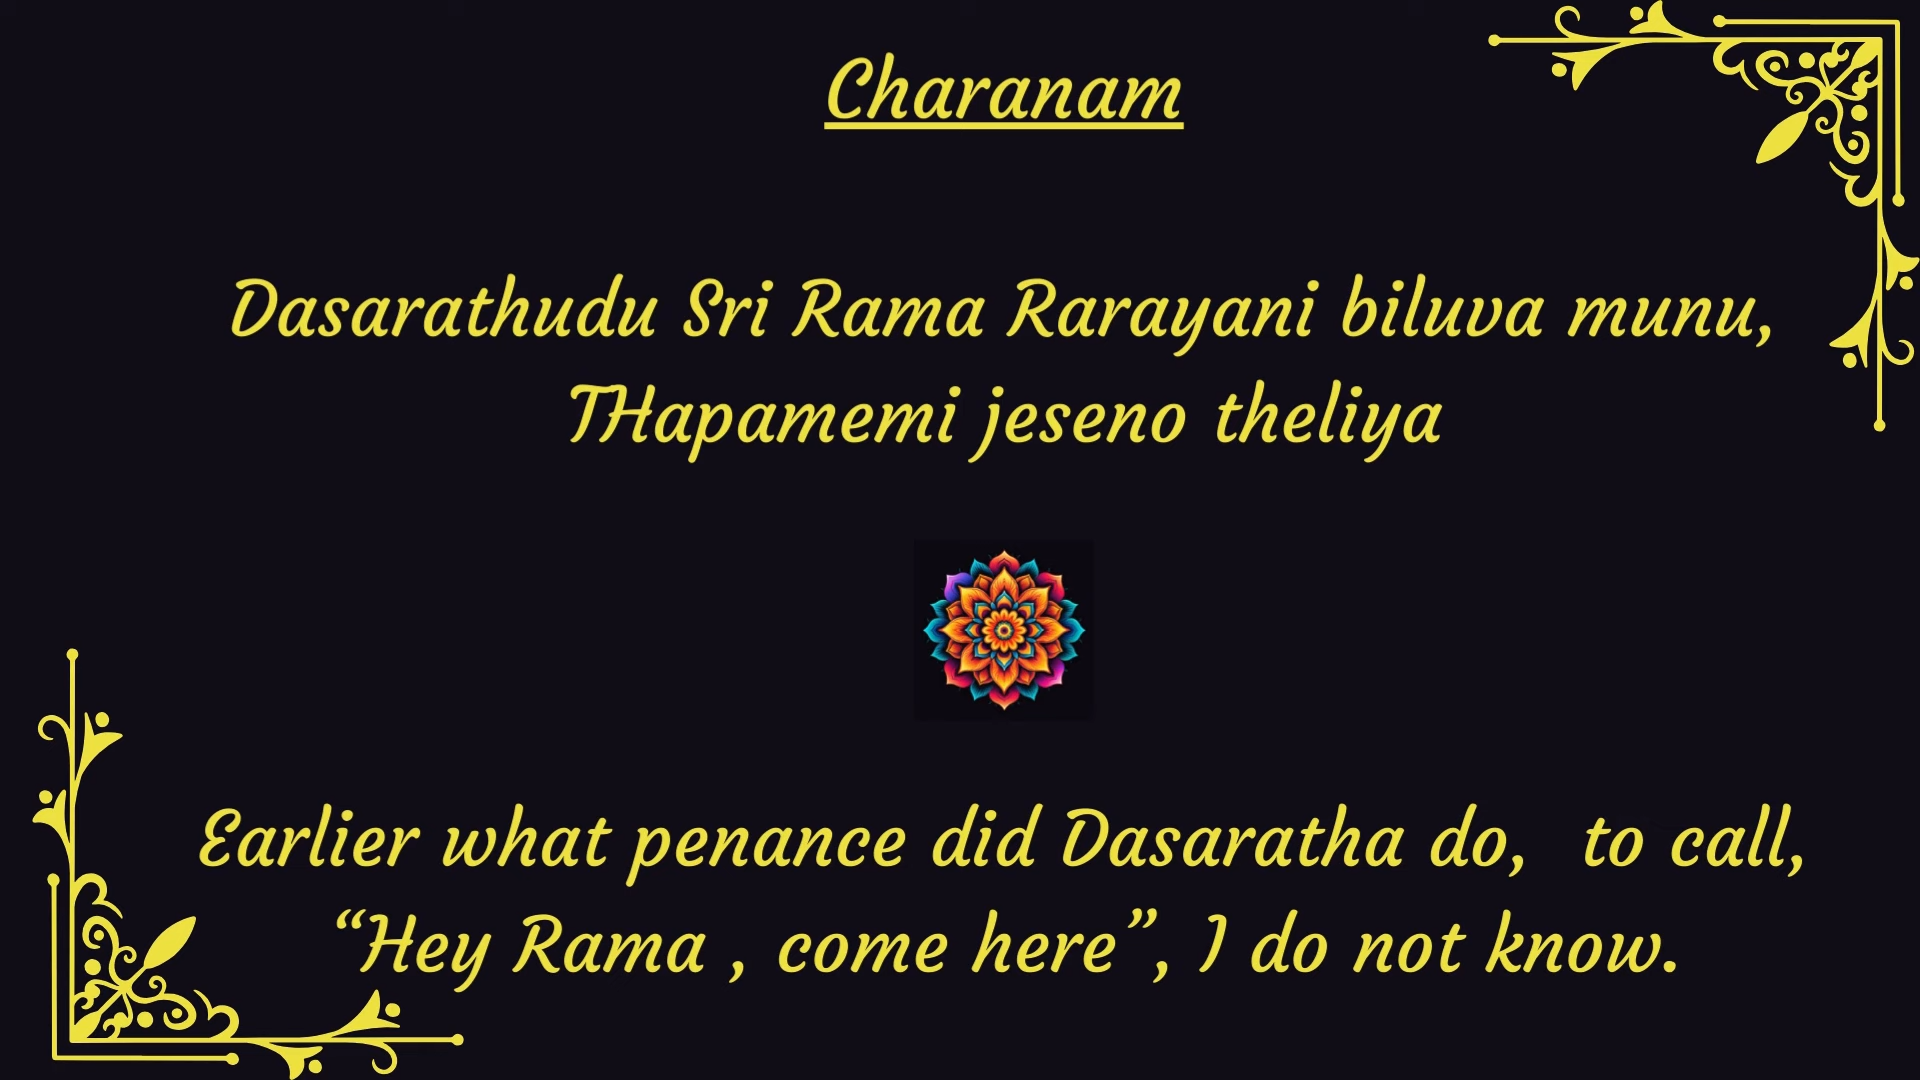 Charanam
Dasarathudu Sri Rama Rarayani biluva munu,
THapamemi jeseno theliya
Earlier what penance did Dasaratha do,  to call,
“Hey Rama , come here”, I do not know.